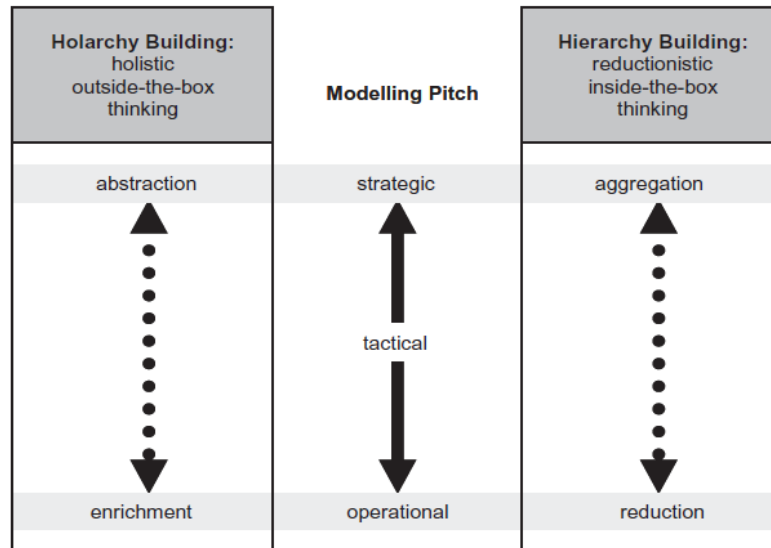 Holarchy Building:
holistic
outside-the-box
thinking
Modelling Pitch
Hierarchy Building:
reductionistic
inside-the-box
thinking
abstraction
strategic
aggregation
tactical
enrichment
operational
reduction